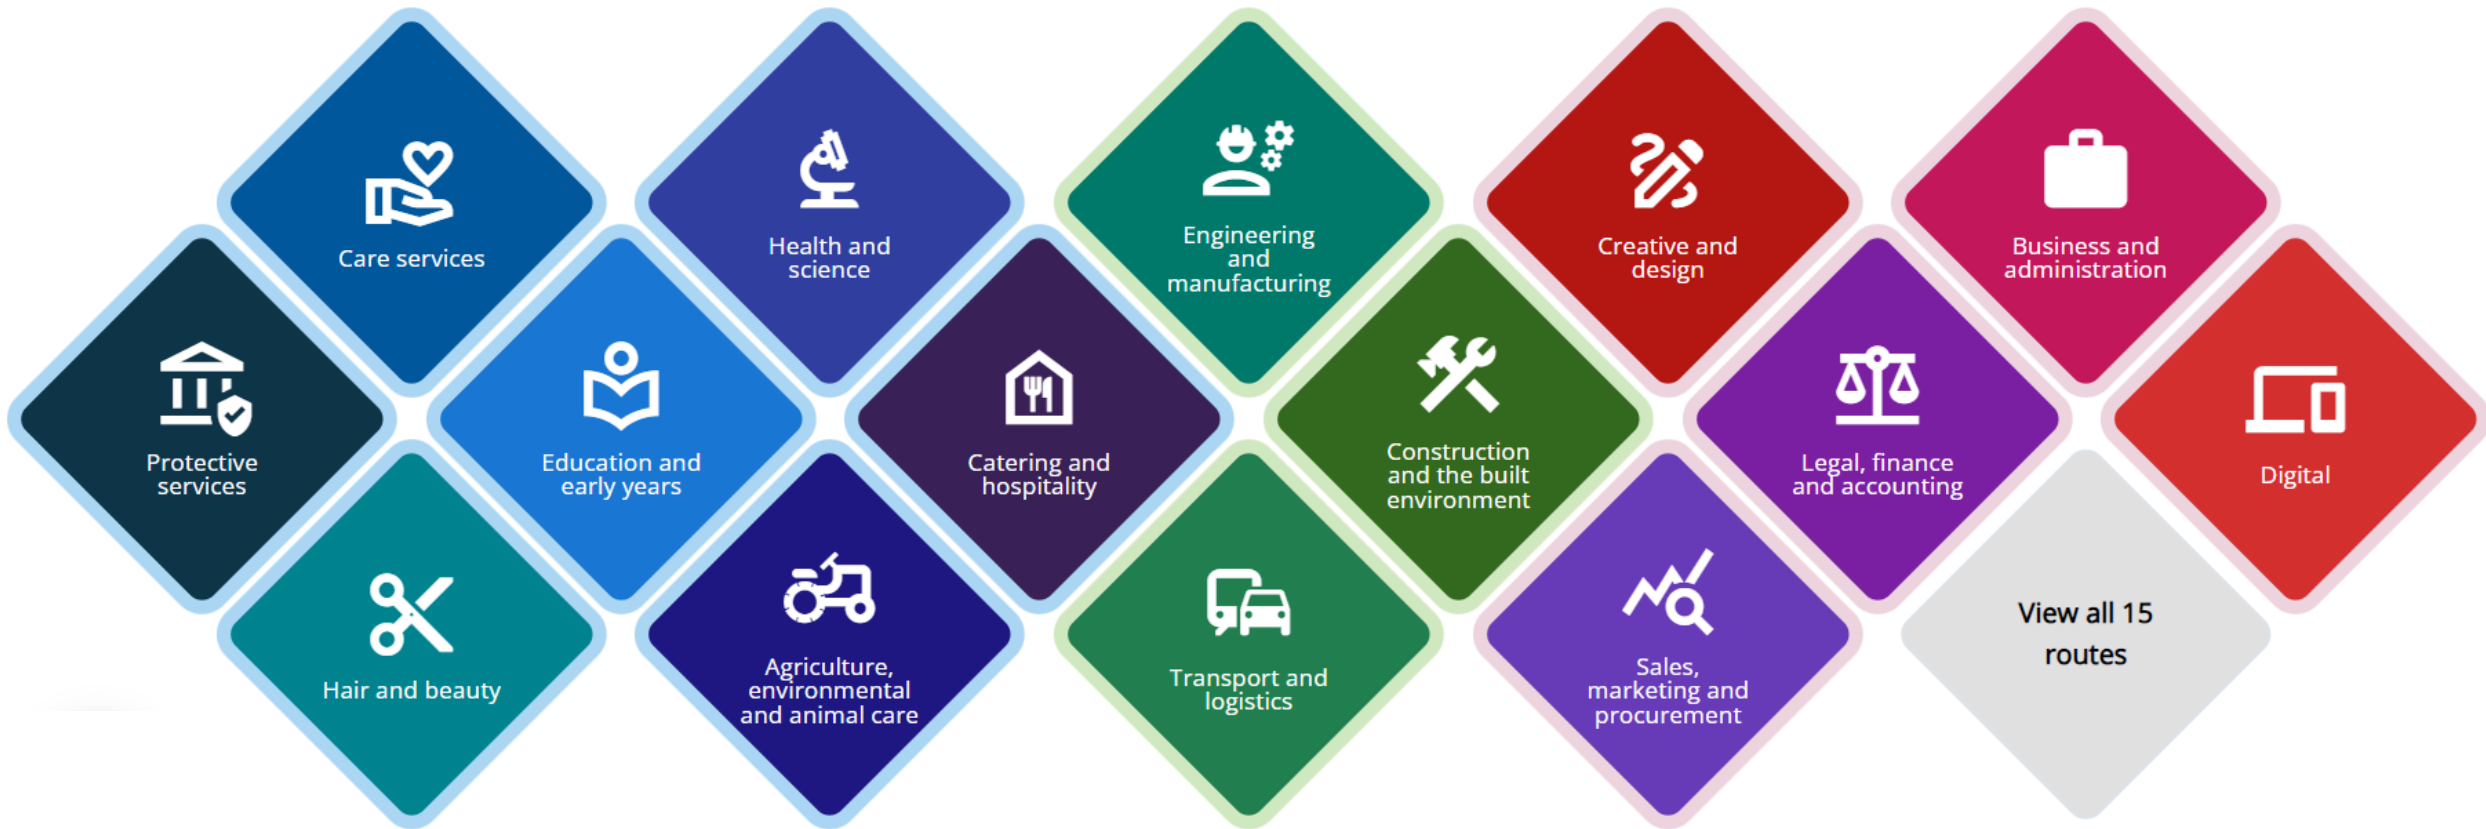 Care services
Health and
science
Engineering
and
manufacturing
Creative and
design
Business and
administration
Protective
services
Education and
early years
Catering and
hospitality
Construction
and the built
environment
Legal, finance
and accounting
Digital
Hair and beauty
Agriculture,
environmental
and animal care
Transport and
logistics
Sales,
marketing and
procurement
View all 15
routes